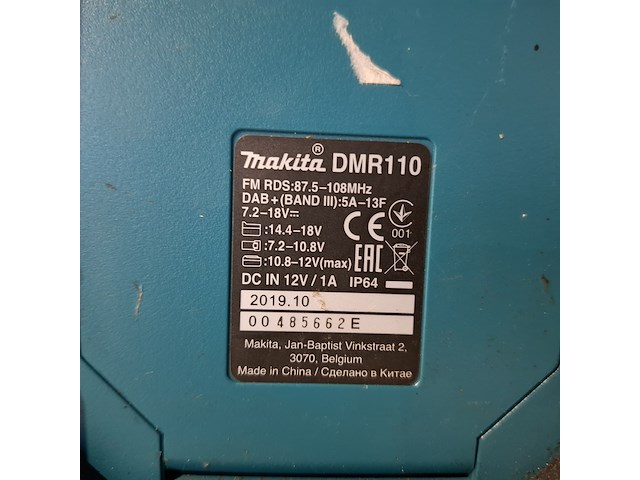 makita® DMR110
FM RDS:87.5–108MHz
DAB+(BAND III):5A–13F
7.2–18V
:14.4–18V
:7.2–10.8V
:10.8–12V(max)
CE
001
EAC
DC IN 12V / 1A IP64
2019.10
00485662E
Makita, Jan-Baptist Vinkstraat 2,
3070, Belgium
Made in China / Сделано в Китае